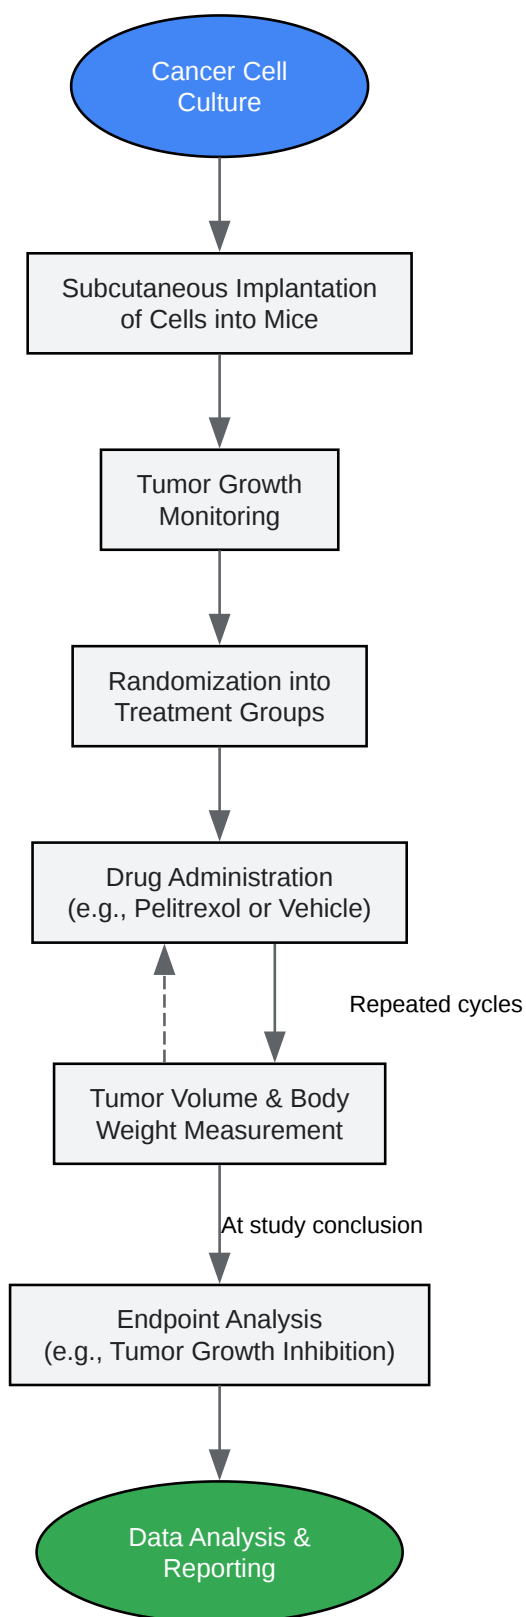 Cancer Cell
Culture
Subcutaneous Implantation
of Cells into Mice
Tumor Growth
Monitoring
Randomization into
Treatment Groups
Drug Administration
(e.g., Pelitrexol or Vehicle)
Repeated cycles
Tumor Volume & Body
Weight Measurement
At study conclusion
Endpoint Analysis
(e.g., Tumor Growth Inhibition)
Data Analysis &
Reporting